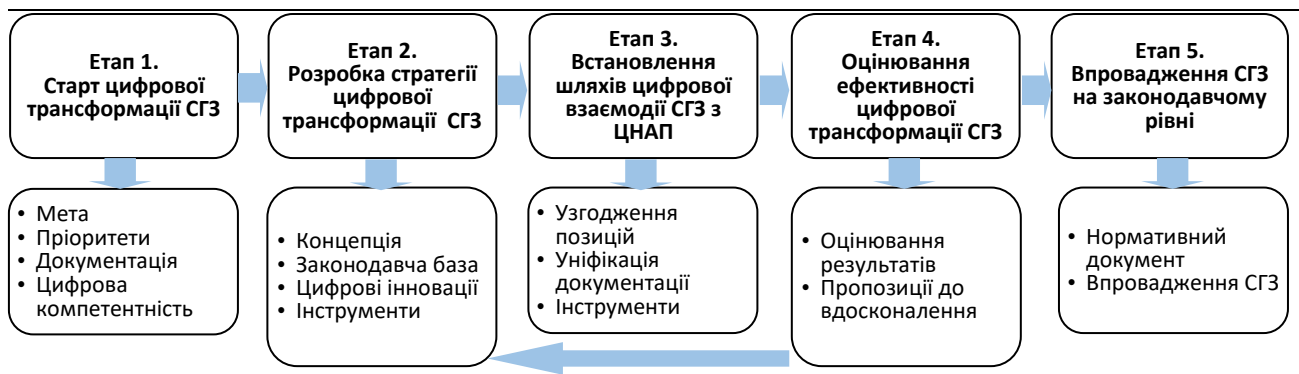 Етап 1.
Старт цифрової
трансформації СГЗ
Етап 2.
Розробка стратегії
цифрової
трансформації СГЗ
Етап 3.
Встановлення
шляхів цифрової
взаємодії СГЗ з
ЦНАП
Етап 4.
Оцінювання
ефективності
цифрової
трансформації СГЗ
Етап 5.
Впровадження СГЗ
на законодавчому
рівні
• Мета
• Пріоритети
• Документація
• Цифрова
компетентність
• Концепція
• Законодавча база
• Цифрові інновації
• Інструменти
• Узгодження
позицій
• Уніфікація
документації
• Інструменти
• Оцінювання
результатів
• Пропозиції до
вдосконалення
• Нормативний
документ
• Впровадження СГЗ